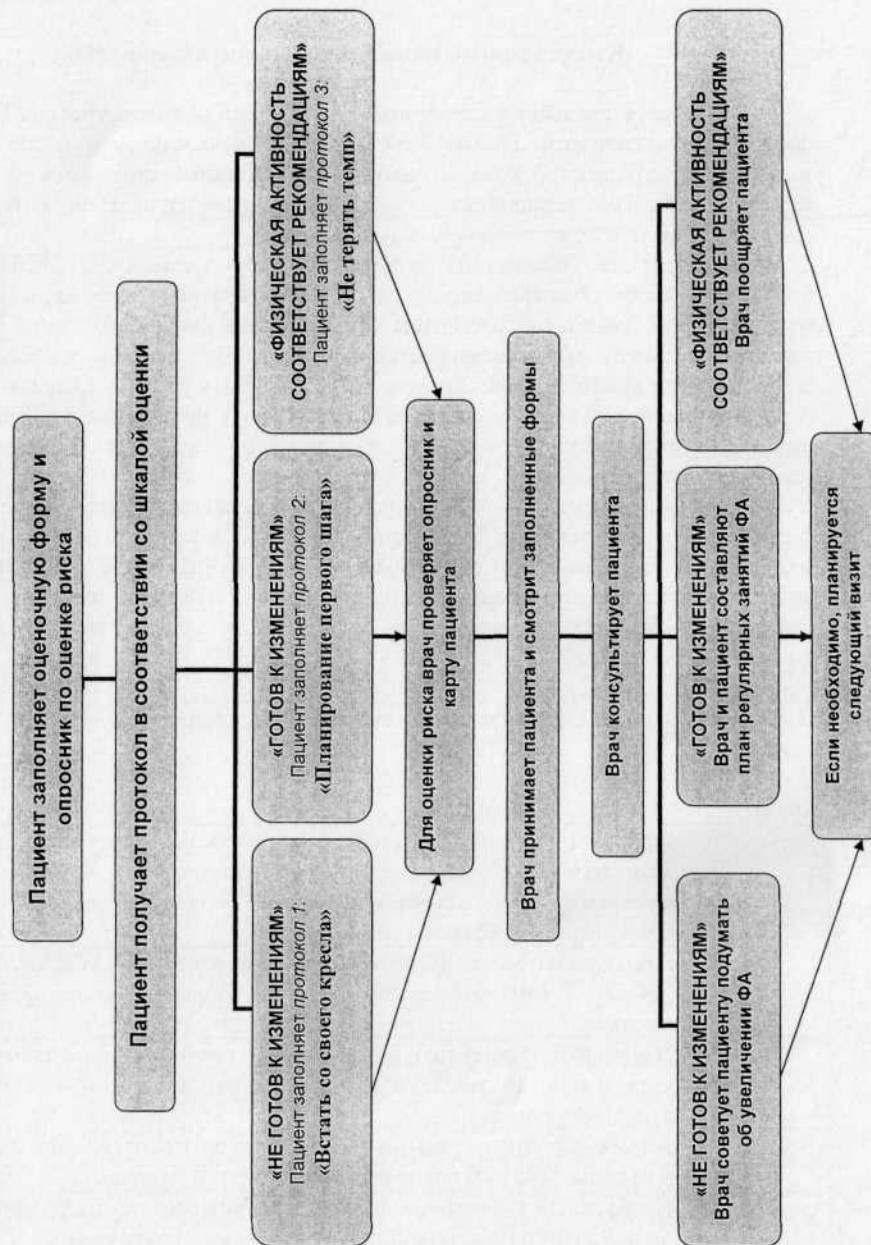 Пациент заполняет оценочную форму и
опросник по оценке риска
Пациент получает протокол в соответствии со шкалой оценки
«НЕ ГОТОВ К ИЗМЕНЕНИЯМ»
Пациент заполняет протокол 1:
«Встать со своего кресла»
«ГОТОВ К ИЗМЕНЕНИЯМ»
Пациент заполняет протокол 2:
«Планирование первого шага»
«ФИЗИЧЕСКАЯ АКТИВНОСТЬ
СООТВЕТСТВУЕТ РЕКОМЕНДАЦИЯМ»
Пациент заполняет протокол 3:
«Не терять темп»
Для оценки риска врач проверяет опросник и
карту пациента
Врач принимает пациента и смотрит заполненные формы
Врач консультирует пациента
«НЕ ГОТОВ К ИЗМЕНЕНИЯМ»
Врач советует пациенту подумать
об увеличении ФА
«ГОТОВ К ИЗМЕНЕНИЯМ»
Врач и пациент составляют
план регулярных занятий ФА
«ФИЗИЧЕСКАЯ АКТИВНОСТЬ
СООТВЕТСТВУЕТ РЕКОМЕНДАЦИЯМ»
Врач поощряет пациента
Если необходимо, планируется
следующий визит